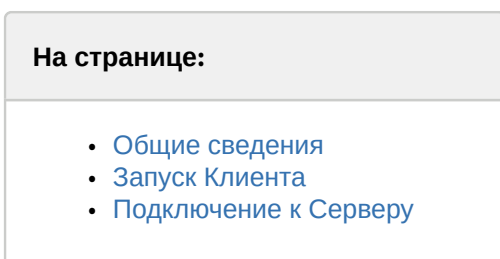 На странице:
• Общие сведения
• Запуск Клиента
• Подключение к Серверу